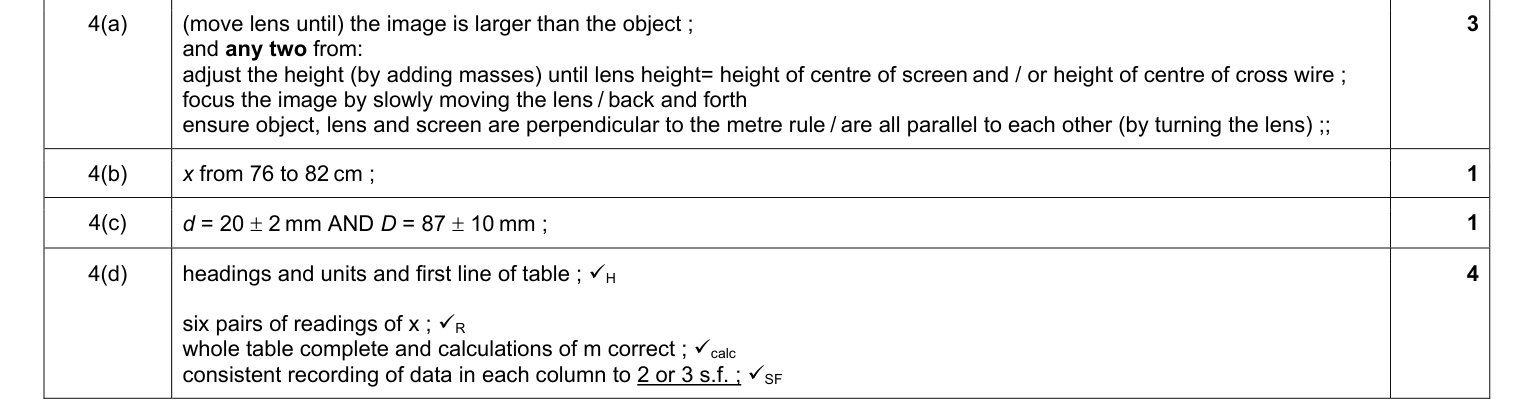 4(a) (move lens until) the image is larger than the object ; 3
and any two from:
adjust the height (by adding masses) until lens height= height of centre of screen and / or height of centre of cross wire ;
focus the image by slowly moving the lens / back and forth
ensure object, lens and screen are perpendicular to the metre rule / are all parallel to each other (by turning the lens) ;;
4(b) x from 76 to 82 cm ; 1
4(c) d = 20 ± 2 mm AND D = 87 ± 10 mm ; 1
4(d) headings and units and first line of table ; ✓H 4
six pairs of readings of x ; ✓R
whole table complete and calculations of m correct ; ✓calc
consistent recording of data in each column to 2 or 3 s.f. ; ✓SF